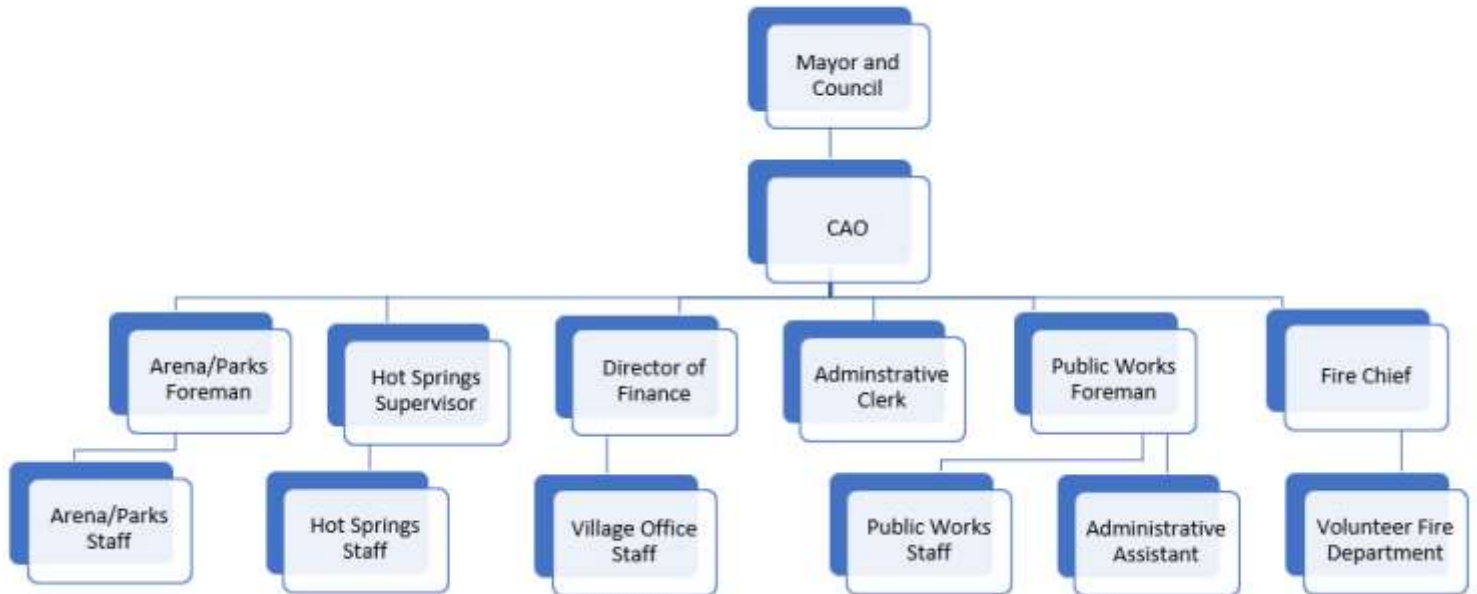 Mayor and
Council
CAO
Arena/Parks
Foreman
Hot Springs
Supervisor
Director of
Finance
Adminstrative
Clerk
Public Works
Foreman
Fire Chief
Arena/Parks
Staff
Hot Springs
Staff
Village Office
Staff
Public Works
Staff
Administrative
Assistant
Volunteer Fire
Department